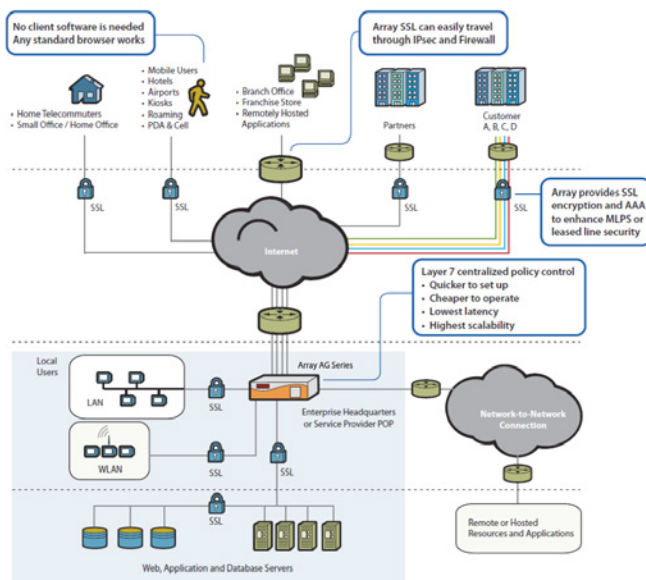 No client software is needed
Any standard browser works
Array SSL can easily travel
through IPsec and Firewall
• Home Telecommuters
• Small Office / Home Office
• Mobile Users
• Hotels
• Airports
• Kiosks
• Roaming
• PDA & Cell
• Branch Office
• Franchise Store
• Remotely Hosted
Applications
Partners
Customer
A, B, C, D
SSL
SSL
SSL
SSL
Array provides SSL
encryption and AAA
to enhance MLPS or
leased line security
Internet
Layer 7 centralized policy control
• Quicker to set up
• Cheaper to operate
• Lowest latency
• Highest scalability
Local
Users
Array AG Series
LAN
SSL
Enterprise Headquarters
or Service Provider POP
Network-to-Network
Connection
WLAN
SSL
SSL
SSL
Remote or Hosted
Resources and Applications
Web, Application and Database Servers